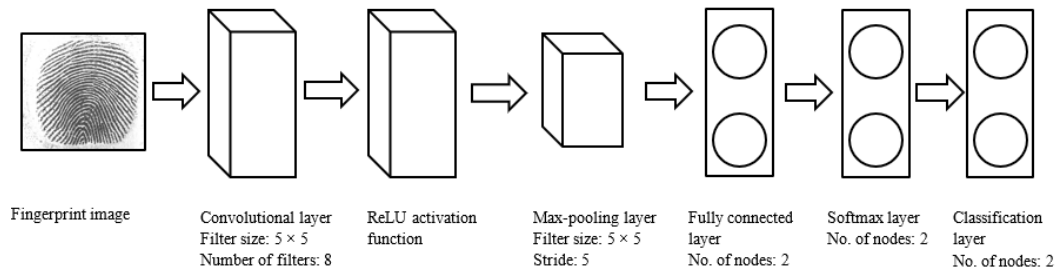 Fingerprint image
Convolutional layer
Filter size: 5 × 5
Number of filters: 8
ReLU activation
function
Max-pooling layer
Filter size: 5 × 5
Stride: 5
Fully connected
layer
No. of nodes: 2
Softmax layer
No. of nodes: 2
Classification
layer
No. of nodes: 2